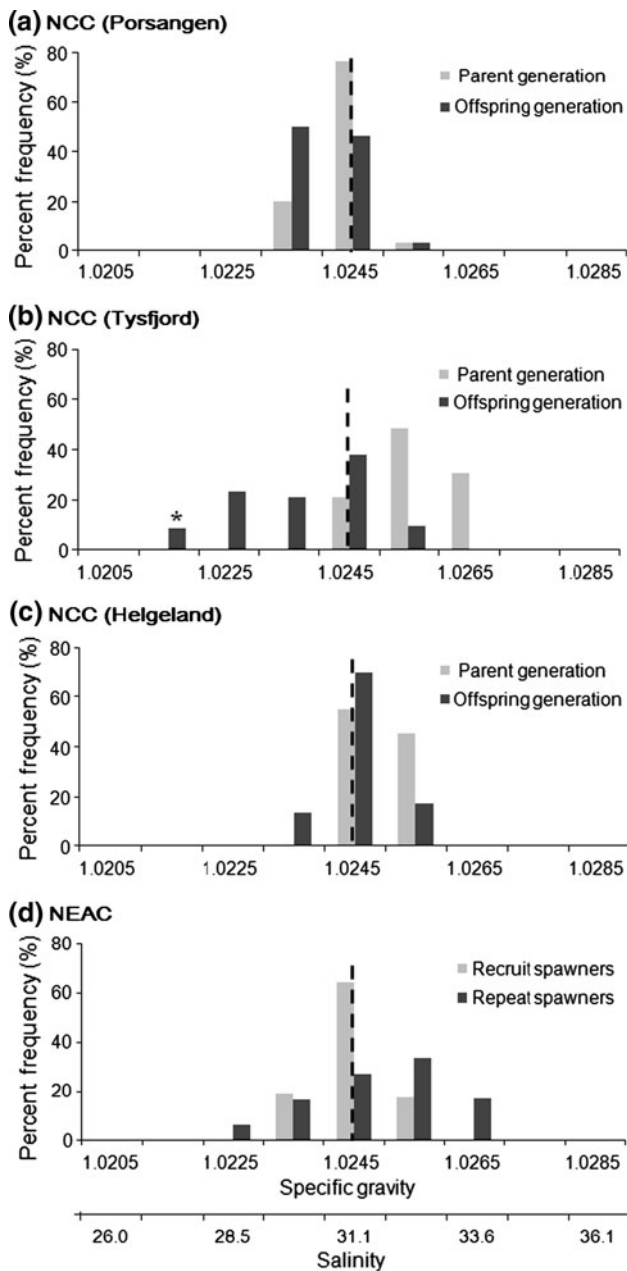 (a) NCC (Porsangen)
Percent frequency (%)
80
60
40
20
0
Parent generation
Offspring generation
1.0205 1.0225 1.0245 1.0265 1.0285
(b) NCC (Tysfjord)
Percent frequency (%)
80
60
40
20
0
Parent generation
Offspring generation
*
1.0205 1.0225 1.0245 1.0265 1.0285
(c) NCC (Helgeland)
Percent frequency (%)
80
60
40
20
0
Parent generation
Offspring generation
1.0205 1.0225 1.0245 1.0265 1.0285
(d) NEAC
Percent frequency (%)
80
60
40
20
0
Recruit spawners
Repeat spawners
1.0205 1.0225 1.0245 1.0265 1.0285
Specific gravity
26.0 28.5 31.1 33.6 36.1
Salinity